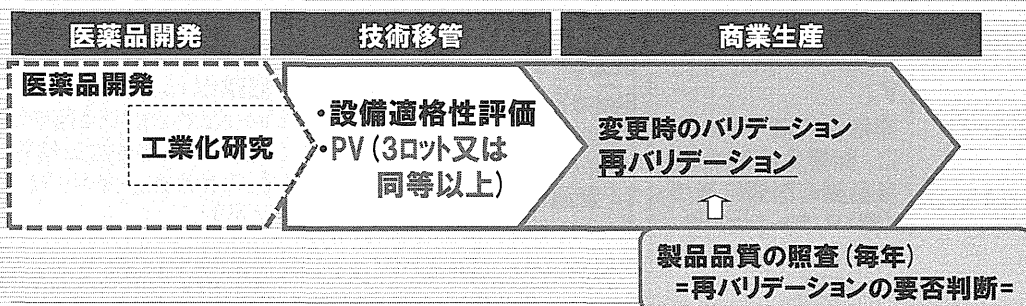 医薬品開発
技術移管
商業生産
医薬品開発
工業化研究
・設備適格性評価
・PV(3ロット又は
同等以上)
変更時のバリデーション
再バリデーション
製品品質の照査(毎年)
=再バリデーションの要否判断=